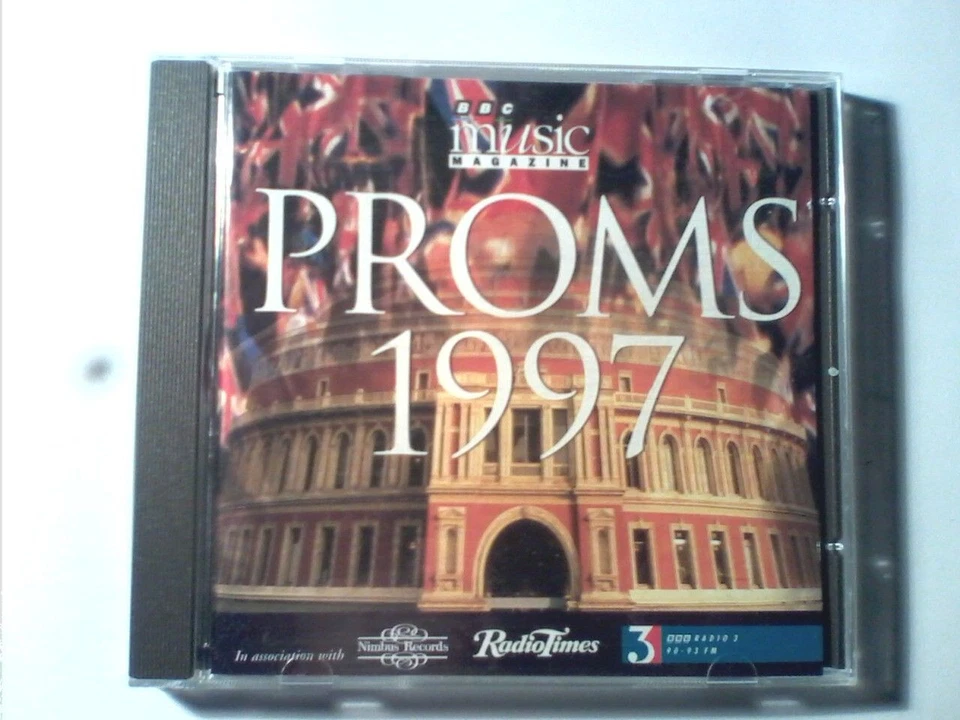 BBC
music
MAGAZINE
PROMS
1997
In association with
Nimbus Records
RadioTimes
3
BBC RADIO 3
90-93 FM